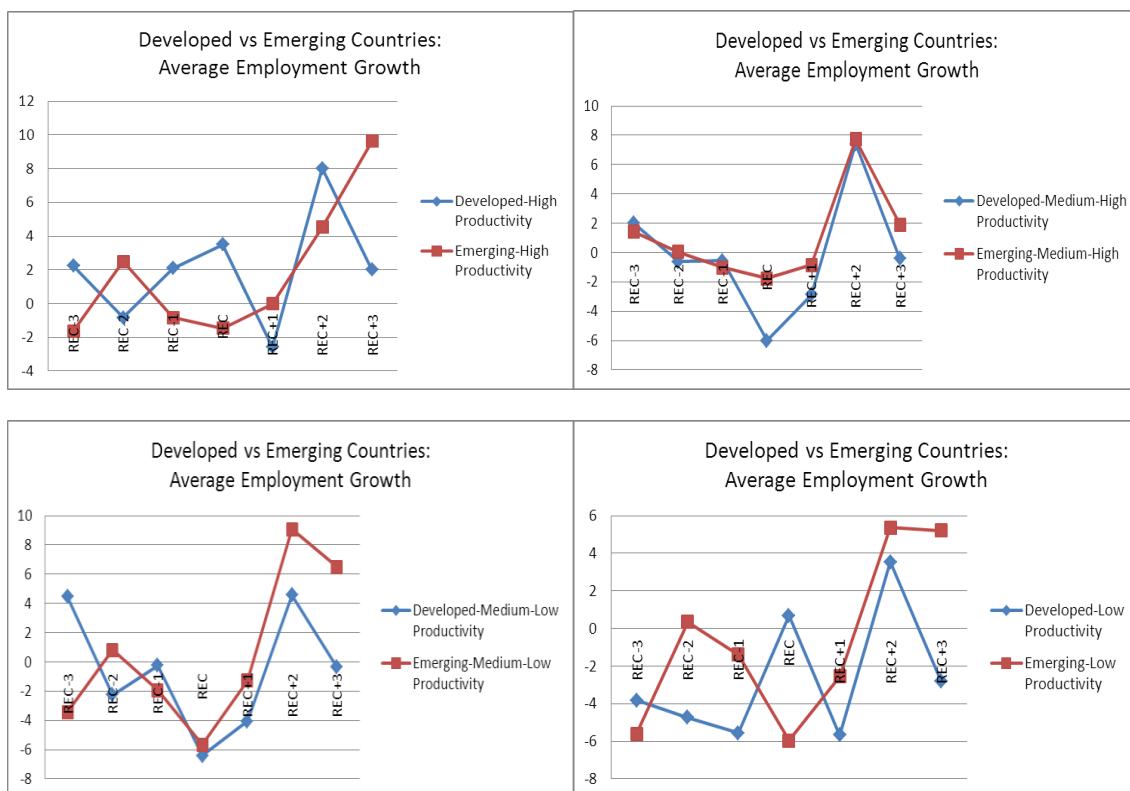 Developed vs Emerging Countries:
Average Employment Growth
12
10
8
6
4
2
0
-2
-4
REC-3
REC-2
REC-1
REC
REC+1
REC+2
REC+3
Developed-High
Productivity
Emerging-High
Productivity
Developed vs Emerging Countries:
Average Employment Growth
10
8
6
4
2
0
-2
-4
-6
-8
REC-3
REC-2
REC-1
REC
REC+1
REC+2
REC+3
Developed-Medium-High
Productivity
Emerging-Medium-High
Productivity
Developed vs Emerging Countries:
Average Employment Growth
10
8
6
4
2
0
-2
-4
-6
-8
REC-3
REC-2
REC-1
REC
REC+1
REC+2
REC+3
Developed-Medium-Low
Productivity
Emerging-Medium-Low
Productivity
Developed vs Emerging Countries:
Average Employment Growth
6
4
2
0
-2
-4
-6
-8
REC-3
REC-2
REC-1
REC
REC+1
REC+2
REC+3
Developed-Low
Productivity
Emerging-Low
Productivity